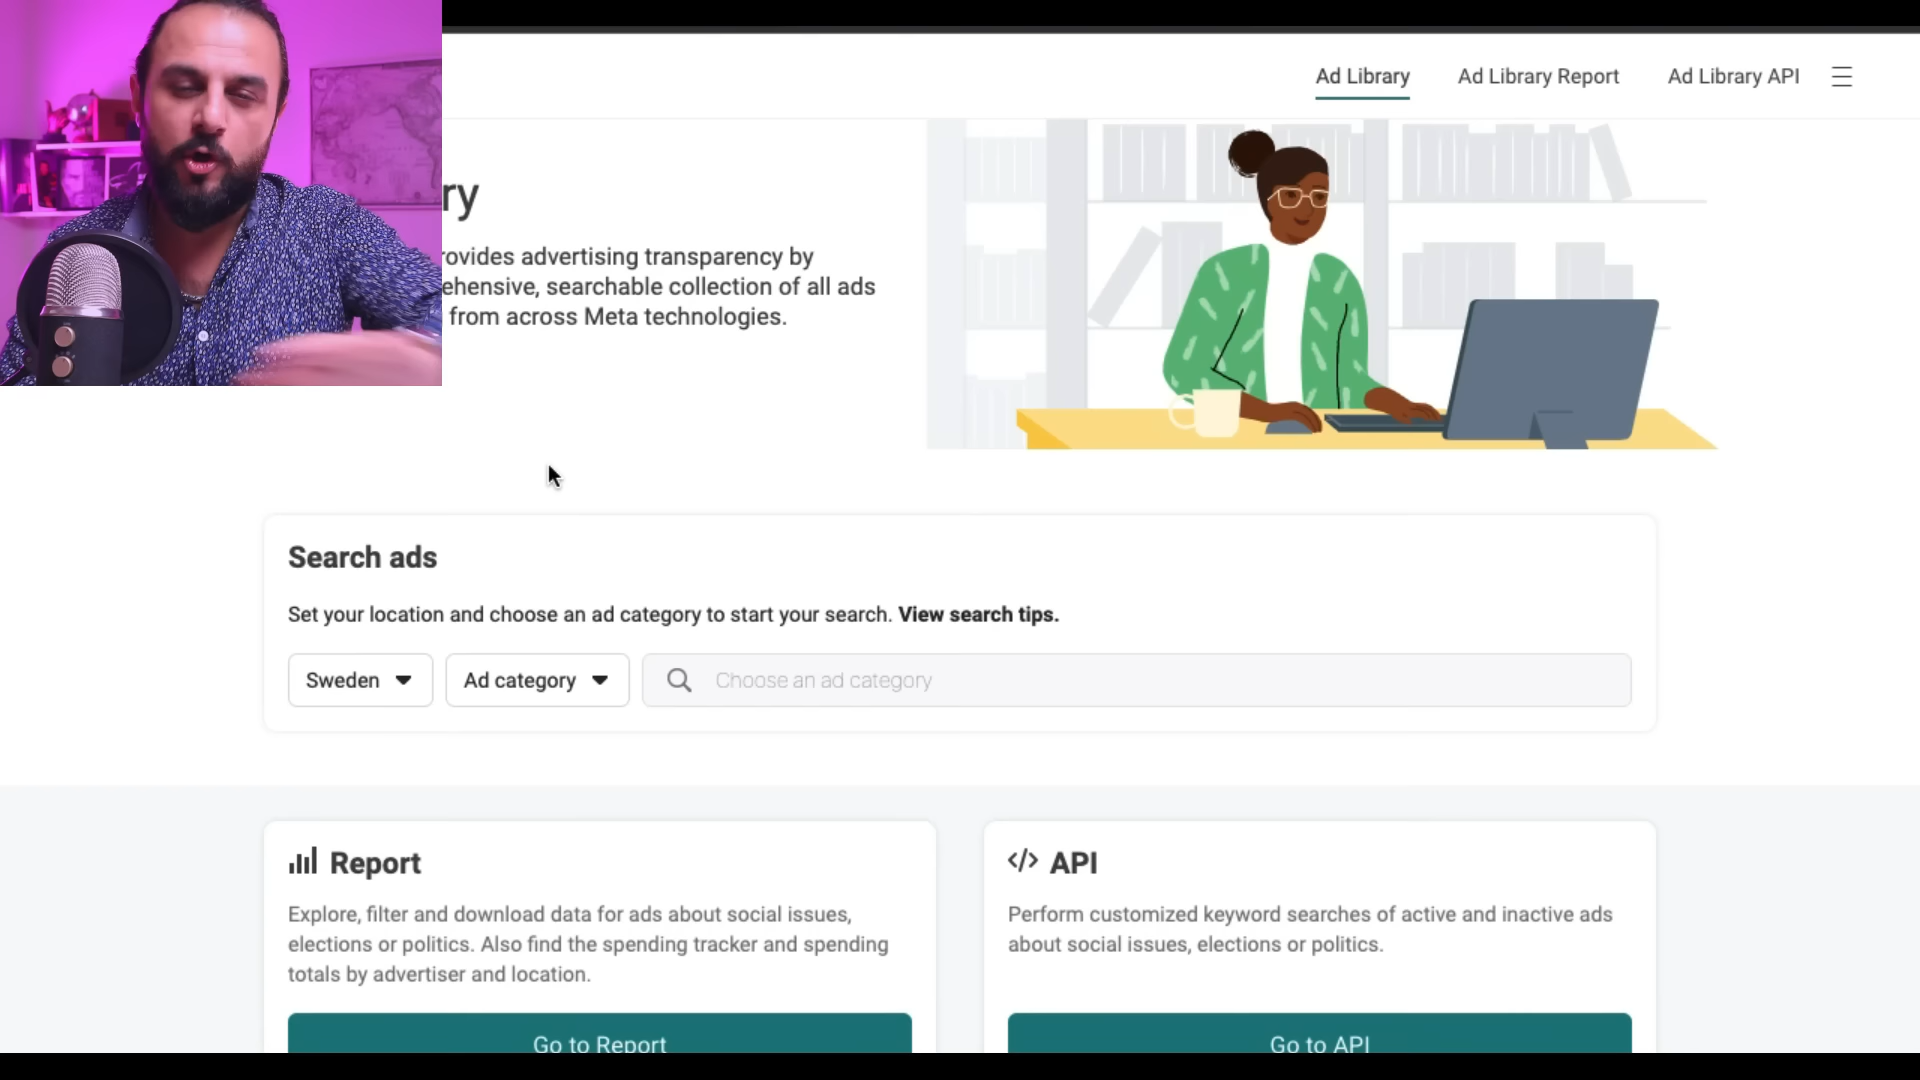 Ad Library
Ad Library Report
Ad Library API
ry
rovides advertising transparency by
ehensive, searchable collection of all ads
from across Meta technologies.
Search ads
Set your location and choose an ad category to start your search. View search tips.
Sweden
Ad category
Choose an ad category
Report
Explore, filter and download data for ads about social issues,
elections or politics. Also find the spending tracker and spending
totals by advertiser and location.
Go to Report
</> API
Perform customized keyword searches of active and inactive ads
about social issues, elections or politics.
Go to API